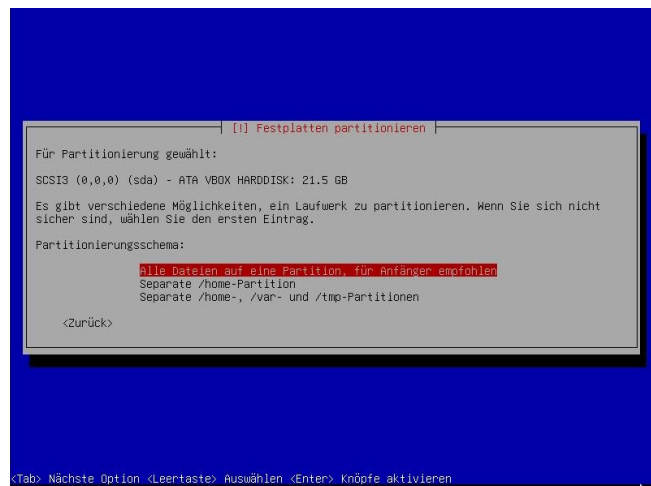 [!] Festplatten partitionieren
Für Partitionierung gewählt:
SCSI3 (0,0,0) (sda) - ATA VBOX HARDDISK: 21.5 GB
Es gibt verschiedene Möglichkeiten, ein Laufwerk zu partitionieren. Wenn Sie sich nicht
sicher sind, wählen Sie den ersten Eintrag.
Partitionierungsschema:
Alle Dateien auf eine Partition, für Anfänger empfohlen
Separate /home-Partition
Separate /home-, /var- und /tmp-Partitionen
<Zurück>
<Tab> Nächste Option <Leertaste> Auswählen <Enter> Knöpfe aktivieren